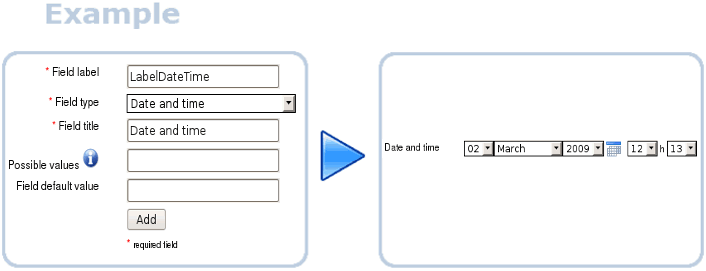 Example
* Field label LabelDateTime
* Field type Date and time
* Field title Date and time
Possible values i
Field default value
Add
* required field
Date and time 02 March 2009 12 h 13